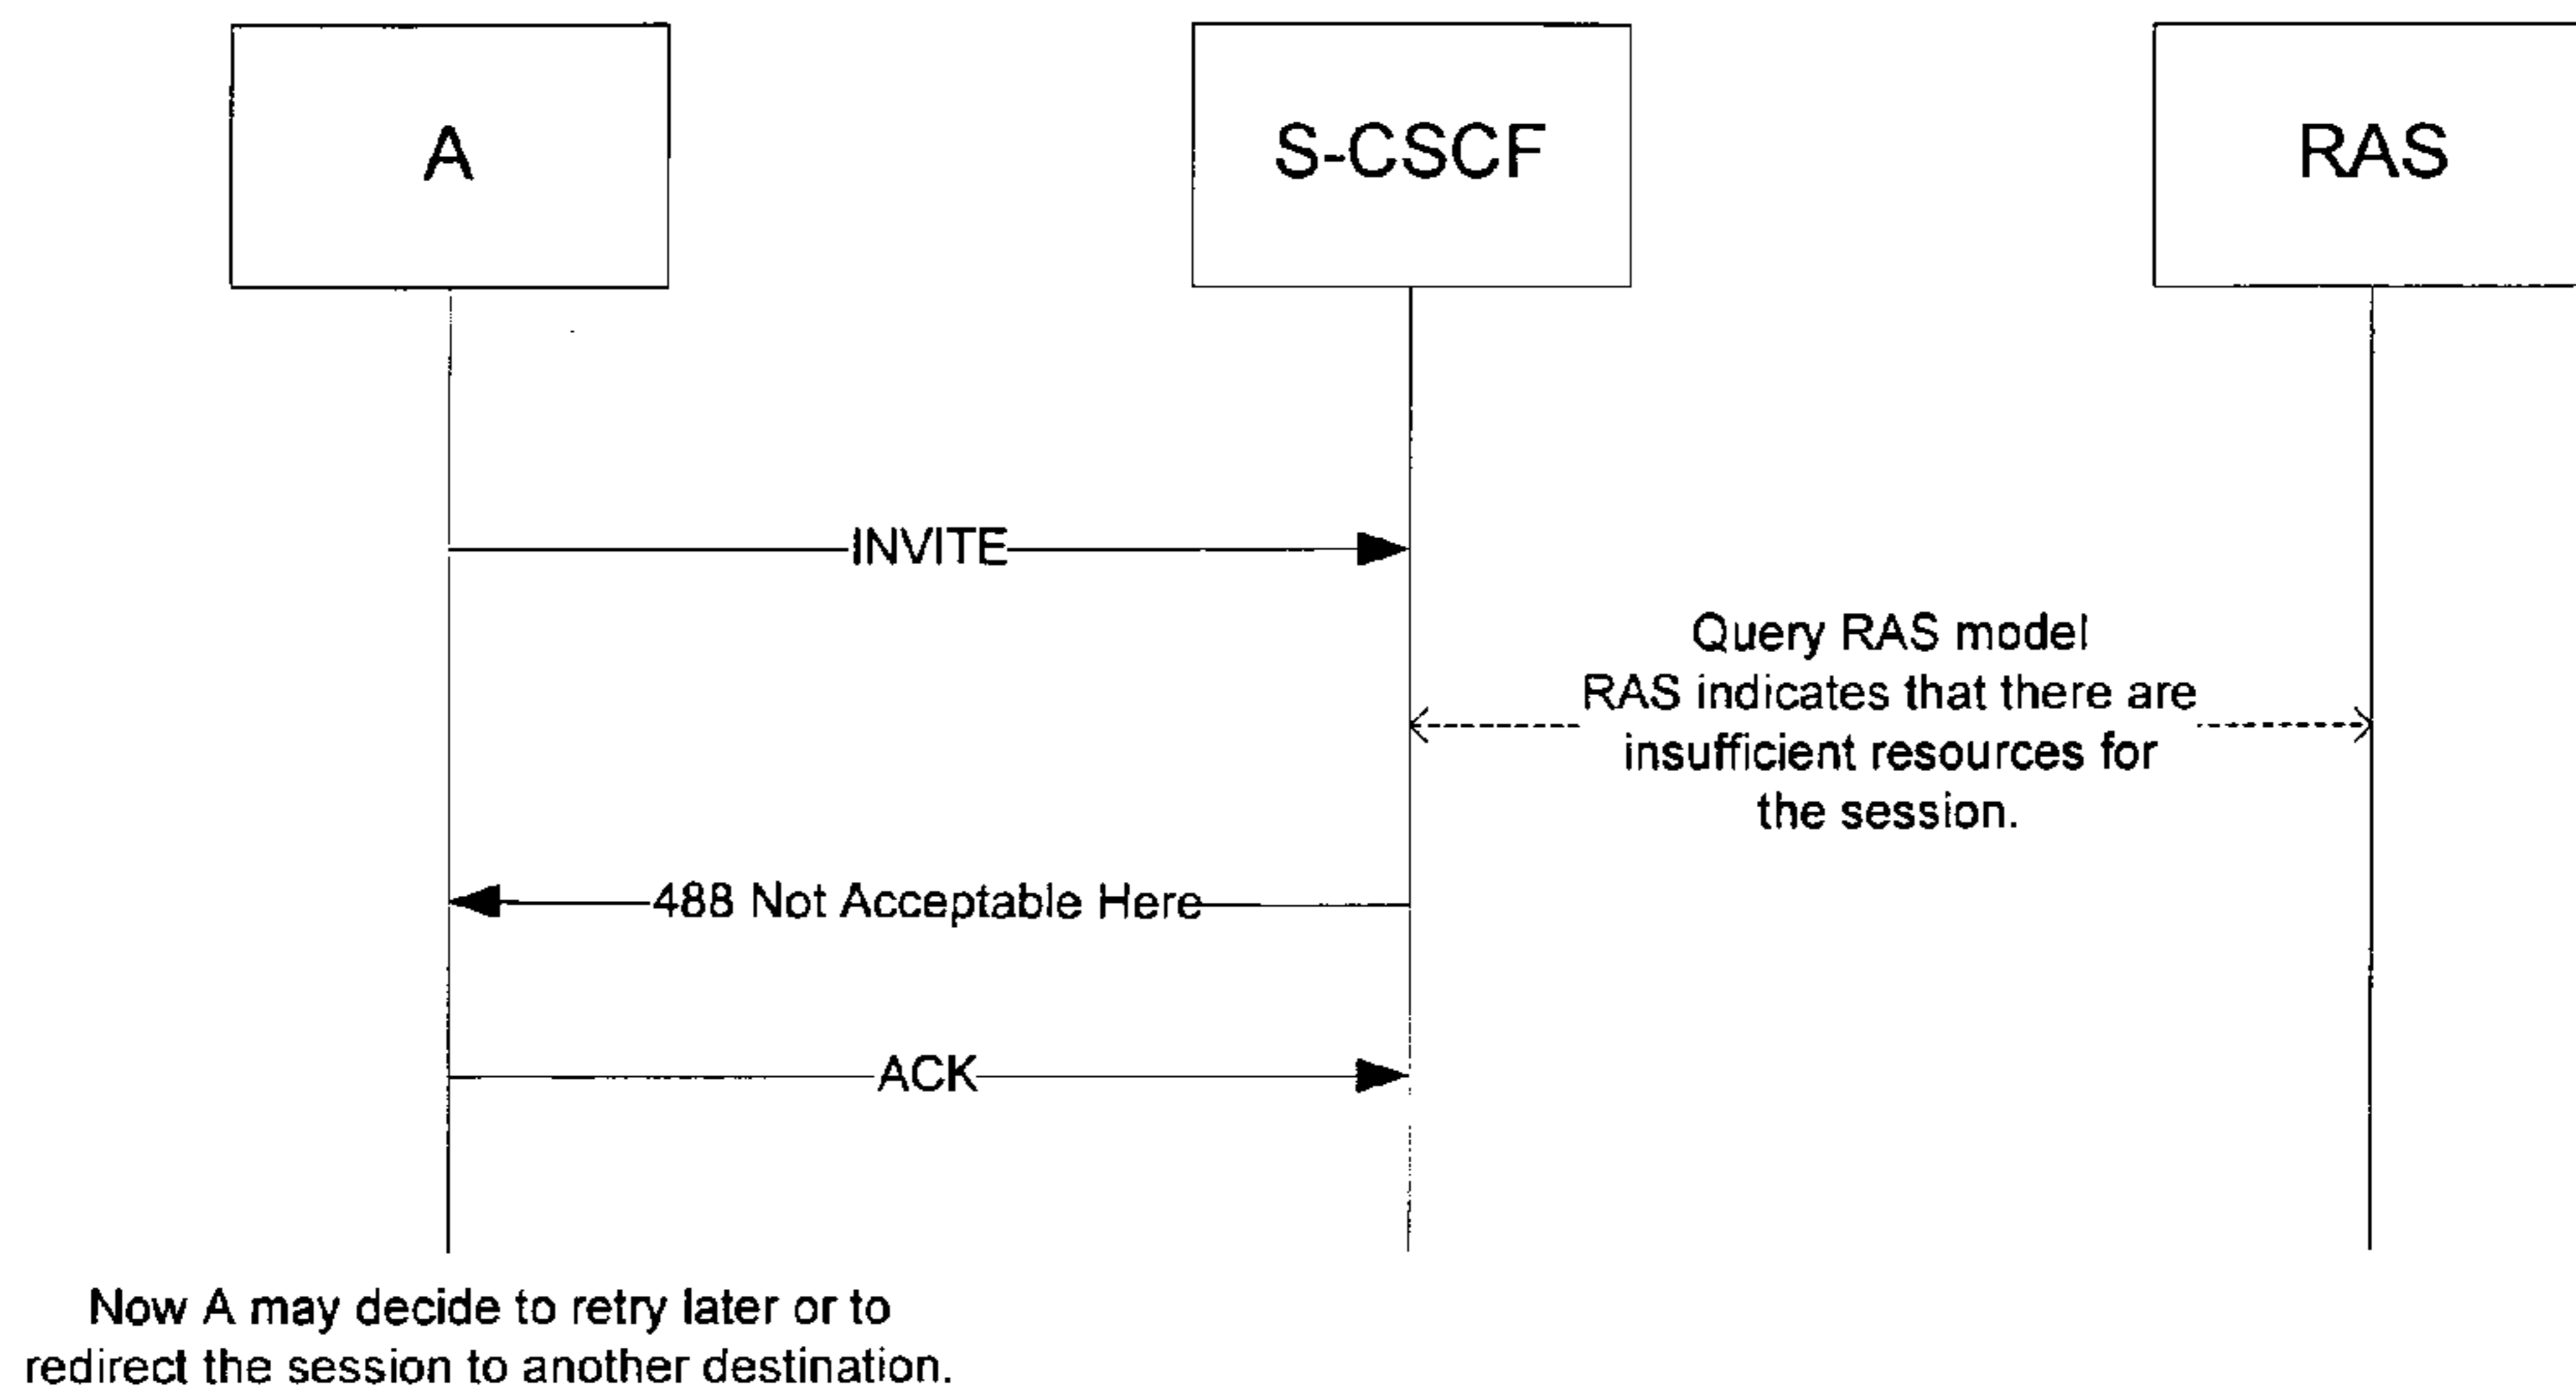 A
S-CSCF
RAS
INVITE
Query RAS model
RAS indicates that there are
insufficient resources for
the session.
488 Not Acceptable Here
ACK
Now A may decide to retry later or to
redirect the session to another destination.